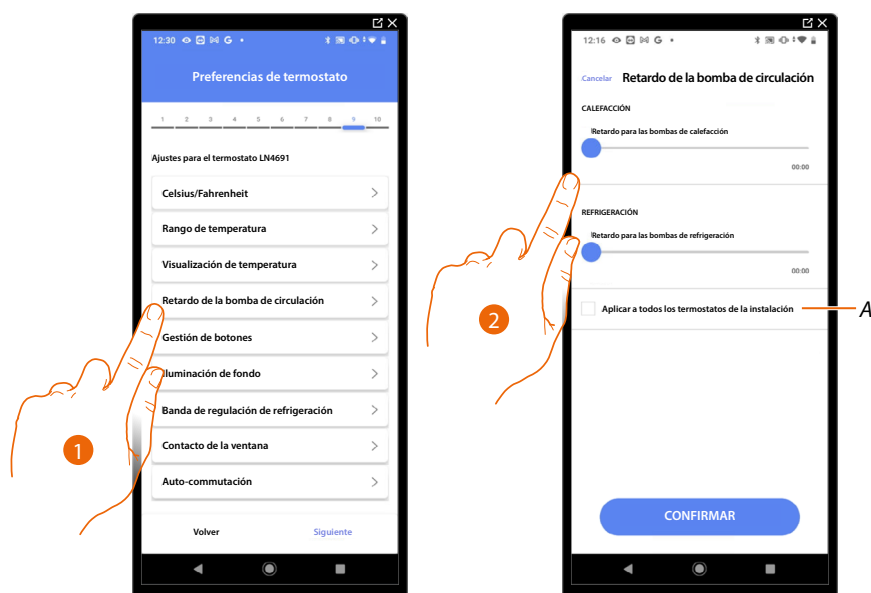 12:30
G
Preferencias de termostato
1 2 3 4 5 6 7 8 9 10
Ajustes para el termostato LN4691
Celsius/Fahrenheit
Rango de temperatura
Visualización de temperatura
Retardo de la bomba de circulación
Gestión de botones
Iluminación de fondo
Banda de regulación de refrigeración
Contacto de la ventana
Auto-commutación
Volver
Siguiente
1
12:16
G
Cancelar
Retardo de la bomba de circulación
CALEFACCIÓN
Retardo para las bombas de calefacción
00:00
REFRIGERACIÓN
Retardo para las bombas de refrigeración
00:00
Aplicar a todos los termostatos de la instalación
A
CONFIRMAR
2